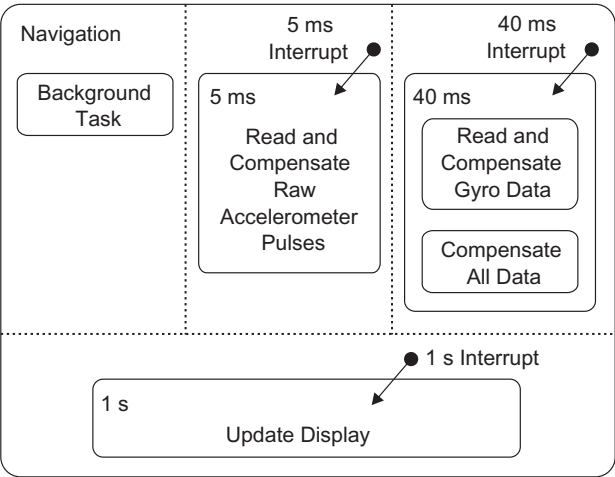 Navigation
Background
Task
5 ms
Interrupt
5 ms
Read and
Compensate
Raw
Accelerometer
Pulses
40 ms
Interrupt
40 ms
Read and
Compensate
Gyro Data
Compensate
All Data
1 s Interrupt
1 s
Update Display